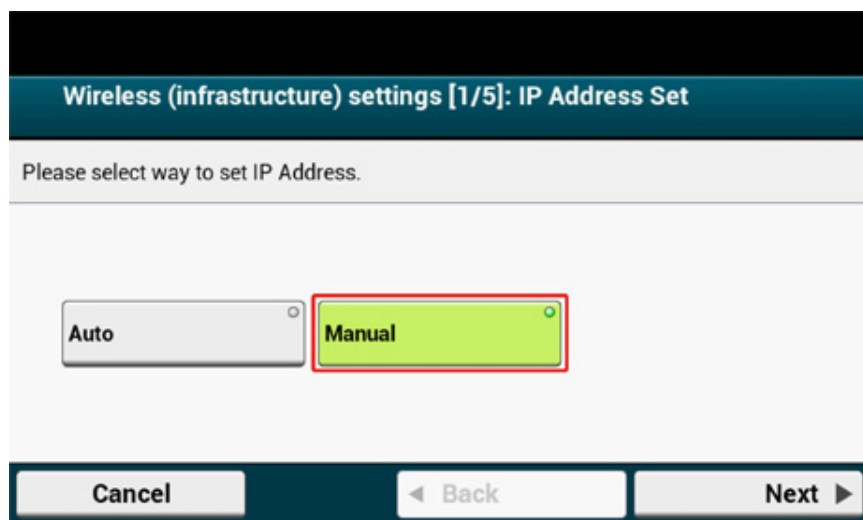 Wireless (infrastructure) settings [1/5]: IP Address Set
Please select way to set IP Address.
Auto
Manual
Cancel
◀ Back
Next ▶